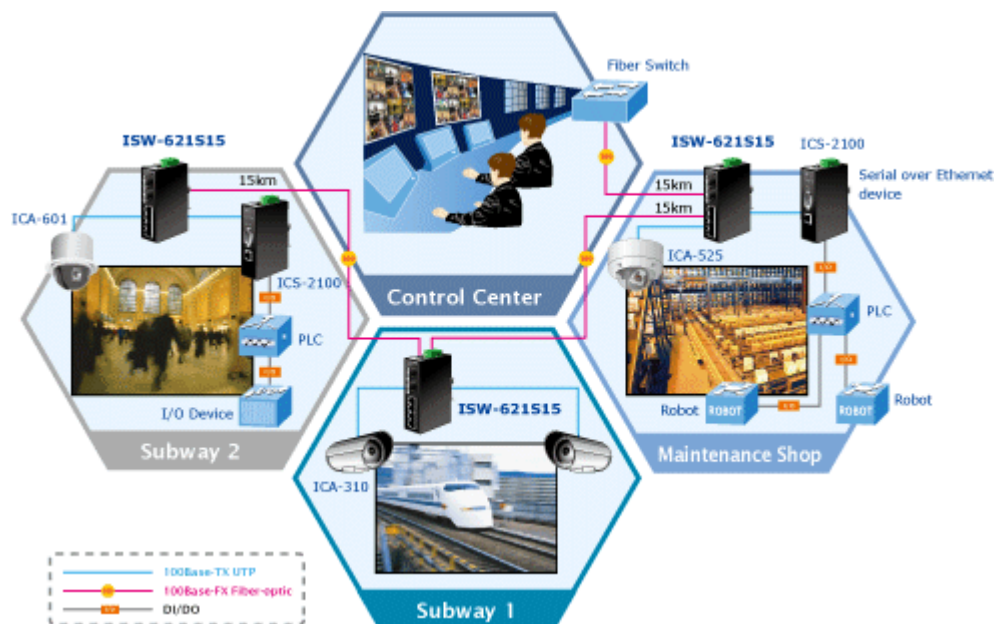 Fiber Switch
ISW-621S15
ISW-621S15
ICS-2100
15km
15km
Serial over Ethernet
device
ICA-601
15km
ICA-525
ICS-2100
Control Center
PLC
PLC
I/O Device
ISW-621S15
Robot
ROBOT
ROBOT
Robot
Subway 2
Maintenance Shop
ICA-310
100Base-TX UTP
100Base-FX Fiber-optic
DI/DO
Subway 1